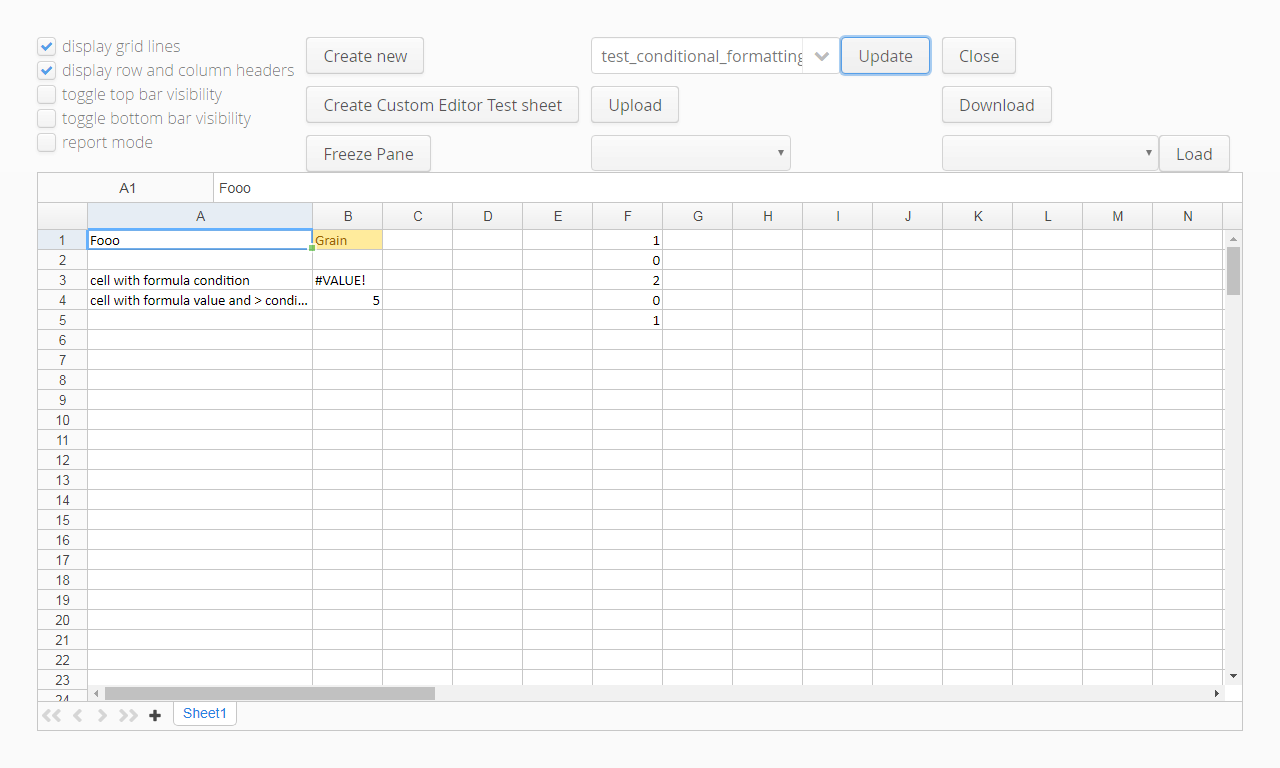 display grid lines
display row and column headers
toggle top bar visibility
toggle bottom bar visibility
report mode
Create new
test_conditional_formatting
Update
Close
Create Custom Editor Test sheet
Upload
Download
Freeze Pane
Load
A1 Fooo
A B C D E F G H I J K L M N
1 Fooo Grain 1
2 0
3 cell with formula condition #VALUE! 2
4 cell with formula value and > condi... 5 0
5 1
6
7
8
9
10
11
12
13
14
15
16
17
18
19
20
21
22
23
24
Sheet1